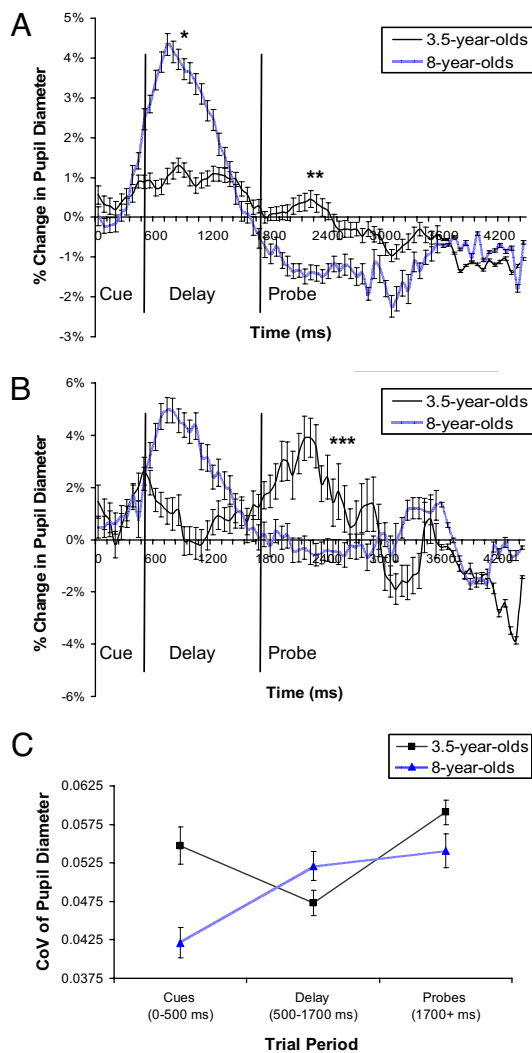 A
5%
4%
3%
2%
1%
0%
-1%
-2%
-3%
% Change in Pupil Diameter
*
**
3.5-year-olds
8-year-olds
0 600 1200 1800 2400 3000 3600 4200
Cue Delay Probe
Time (ms)
B
6%
4%
2%
0%
-2%
-4%
-6%
% Change in Pupil Diameter
***
3.5-year-olds
8-year-olds
0 600 1200 1800 2400 3000 3600 4200
Cue Delay Probe
Time (ms)
C
3.5-year-olds
8-year-olds
0.0625
0.0575
0.0525
0.0475
0.0425
0.0375
CoV of Pupil Diameter
Cues Delay Probes
(0-500 ms) (500-1700 ms) (1700+ ms)
Trial Period